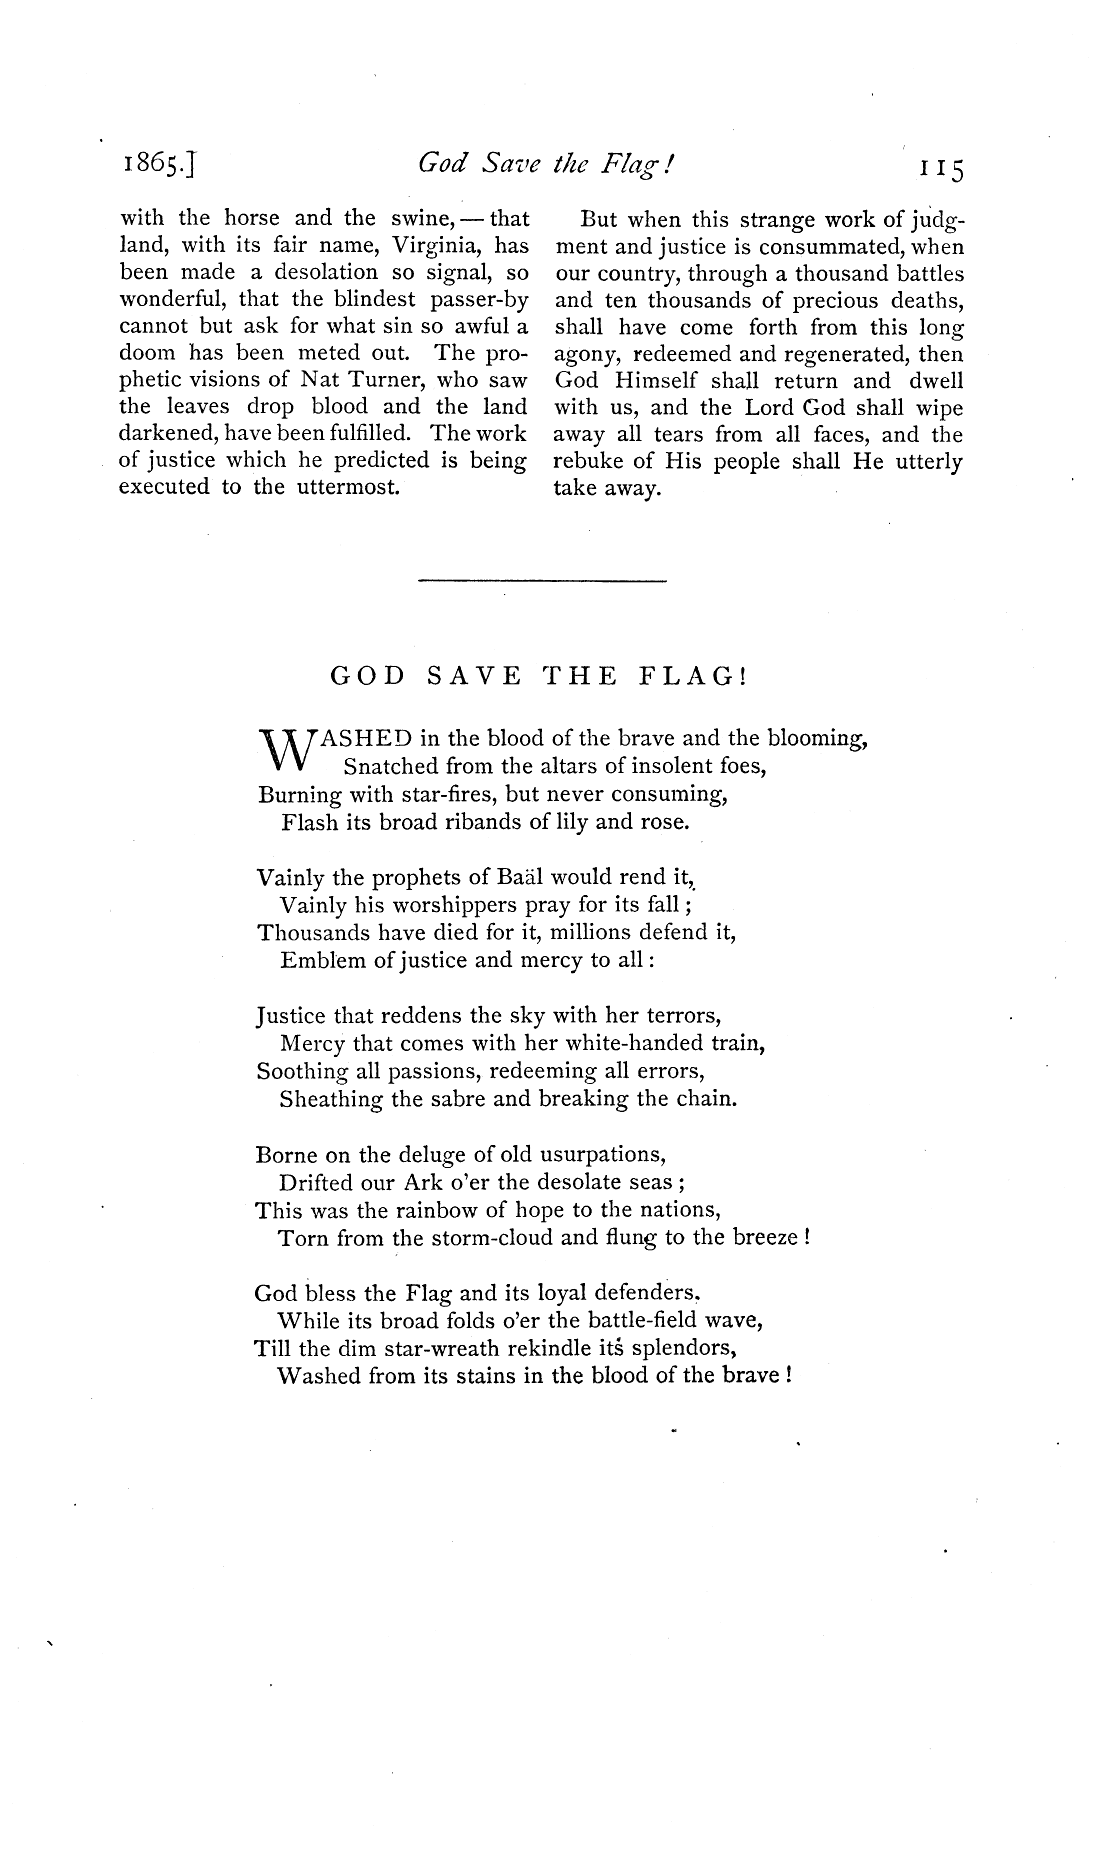 1865.] God Save the Flag! 115
with the horse and the swine,—that
land, with its fair name, Virginia, has
been made a desolation so signal, so
wonderful, that the blindest passer-by
cannot but ask for what sin so awful a
doom has been meted out. The pro-
phetic visions of Nat Turner, who saw
the leaves drop blood and the land
darkened, have been fulfilled. The work
of justice which he predicted is being
executed to the uttermost.
But when this strange work of judg-
ment and justice is consummated, when
our country, through a thousand battles
and ten thousands of precious deaths,
shall have come forth from this long
agony, redeemed and regenerated, then
God Himself shall return and dwell
with us, and the Lord God shall wipe
away all tears from all faces, and the
rebuke of His people shall He utterly
take away.
GOD SAVE THE FLAG!
WASHED in the blood of the brave and the blooming,
Snatched from the altars of insolent foes,
Burning with star-fires, but never consuming,
Flash its broad ribands of lily and rose.
Vainly the prophets of Baäl would rend it,
Vainly his worshippers pray for its fall ;
Thousands have died for it, millions defend it,
Emblem of justice and mercy to all :
Justice that reddens the sky with her terrors,
Mercy that comes with her white-handed train,
Soothing all passions, redeeming all errors,
Sheathing the sabre and breaking the chain.
Borne on the deluge of old usurpations,
Drifted our Ark o'er the desolate seas ;
This was the rainbow of hope to the nations,
Torn from the storm-cloud and flung to the breeze !
God bless the Flag and its loyal defenders,
While its broad folds o'er the battle-field wave,
Till the dim star-wreath rekindle its splendors,
Washed from its stains in the blood of the brave !